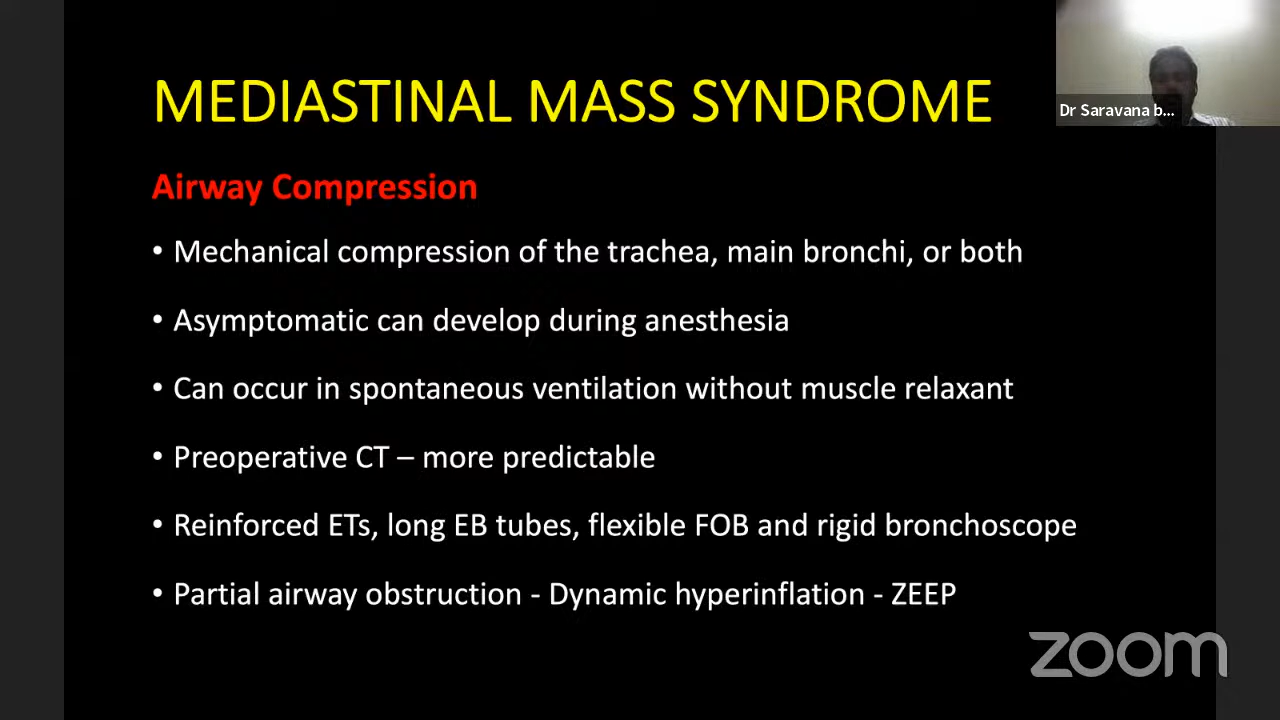 MEDIASTINAL MASS SYNDROME
Dr Saravana b...
Airway Compression
• Mechanical compression of the trachea, main bronchi, or both
• Asymptomatic can develop during anesthesia
• Can occur in spontaneous ventilation without muscle relaxant
• Preoperative CT – more predictable
• Reinforced ETs, long EB tubes, flexible FOB and rigid bronchoscope
• Partial airway obstruction - Dynamic hyperinflation - ZEEP
zoom